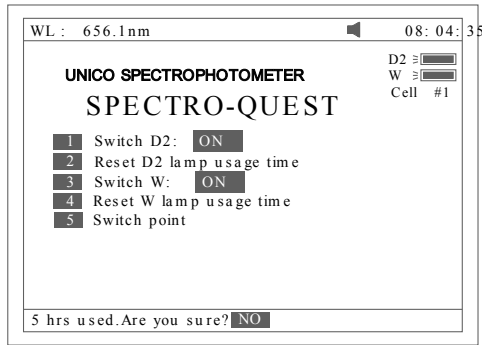 WL: 656.1nm 08:04:35
D2
W
Cell #1
UNICO SPECTROPHOTOMETER
SPECTRO-QUEST
1 Switch D2: ON
2 Reset D2 lamp usage time
3 Switch W: ON
4 Reset W lamp usage time
5 Switch point
5 hrs used.Are you sure? NO